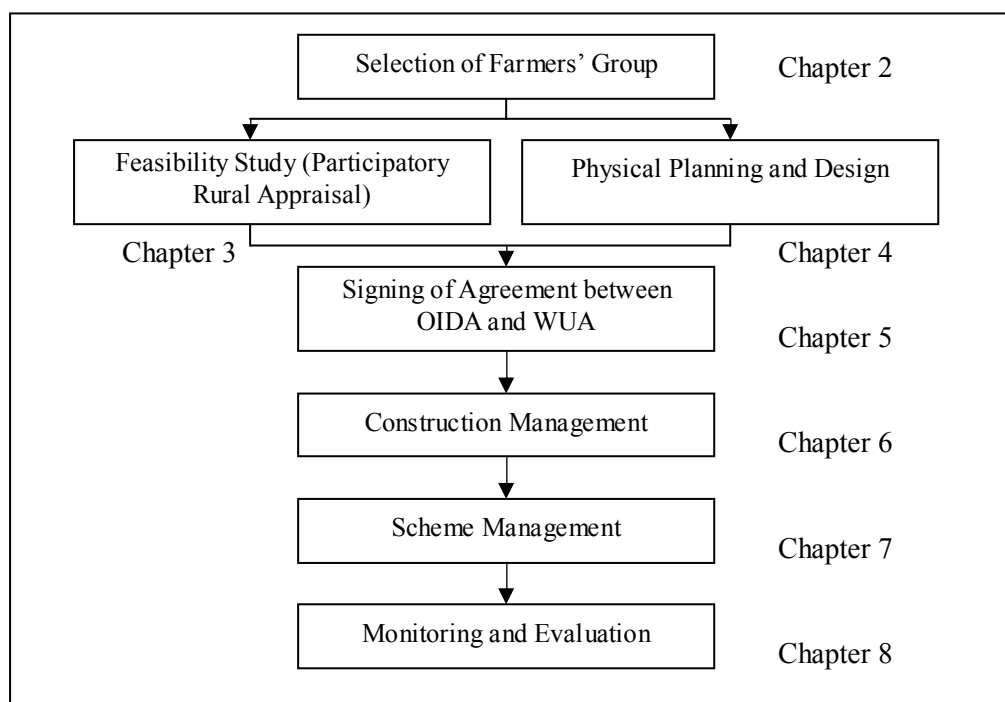 Selection of Farmers’ Group
Chapter 2
Feasibility Study (Participatory
Rural Appraisal)
Physical Planning and Design
Chapter 3
Chapter 4
Signing of Agreement between
OIDA and WUA
Chapter 5
Construction Management
Chapter 6
Scheme Management
Chapter 7
Monitoring and Evaluation
Chapter 8